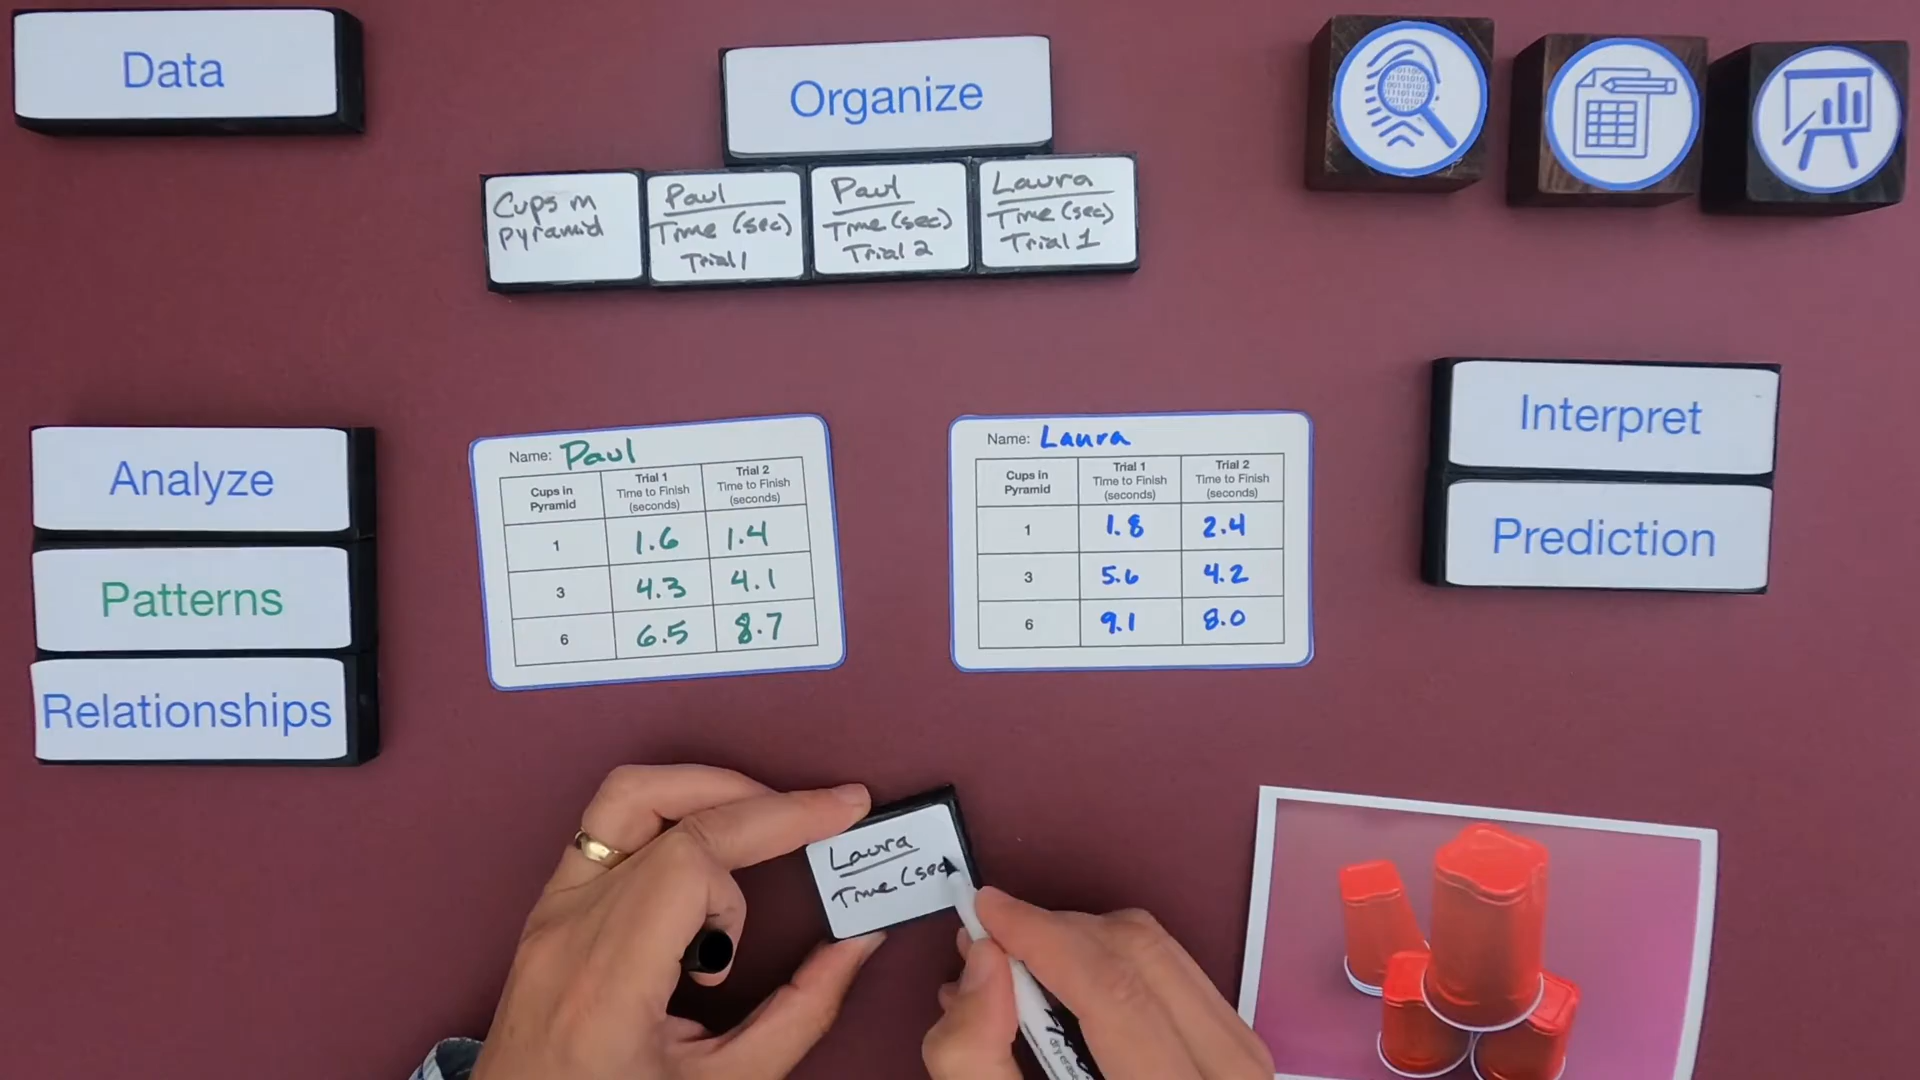 Data
Organize
Cups in
pyramid
Paul
Time (sec)
Trial 1
Paul
Time (sec)
Trial 2
Laura
Time (sec)
Trial 1
Analyze
Patterns
Relationships
Name: Paul
Cups in Pyramid | Trial 1 Time to Finish (seconds) | Trial 2 Time to Finish (seconds)
1 1.6 1.4
3 4.3 4.1
6 6.5 8.7
Name: Laura
Cups in Pyramid | Trial 1 Time to Finish (seconds) | Trial 2 Time to Finish (seconds)
1 1.8 2.4
3 5.6 4.2
6 9.1 8.0
Interpret
Prediction
Laura
Time (sec
dry erase